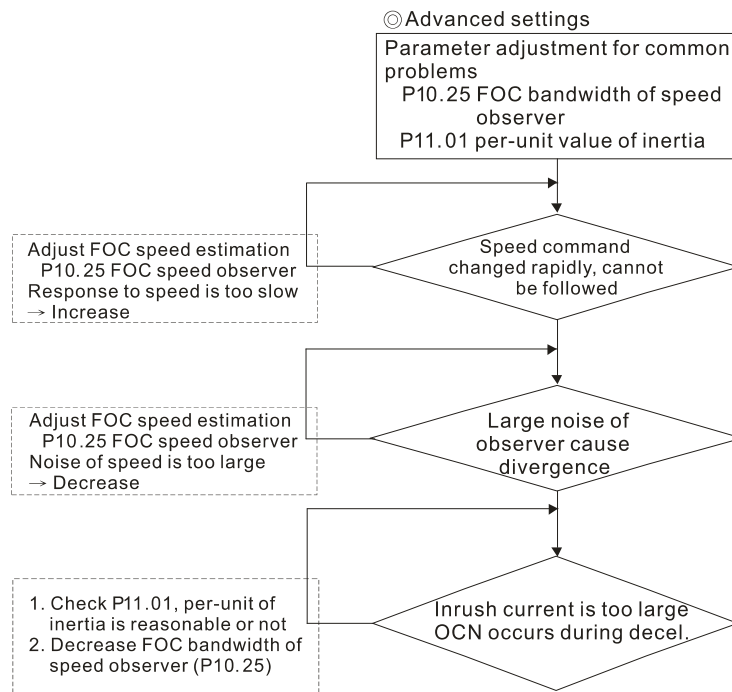 ◎Advanced settings
Parameter adjustment for common
problems
P10.25 FOC bandwidth of speed
observer
P11.01 per-unit value of inertia
Speed command
changed rapidly, cannot
be followed
Adjust FOC speed estimation
P10.25 FOC speed observer
Response to speed is too slow
→ Increase
Large noise of
observer cause
divergence
Adjust FOC speed estimation
P10.25 FOC speed observer
Noise of speed is too large
→ Decrease
Inrush current is too large
OCN occurs during decel.
1. Check P11.01, per-unit of
inertia is reasonable or not
2. Decrease FOC bandwidth of
speed observer (P10.25)